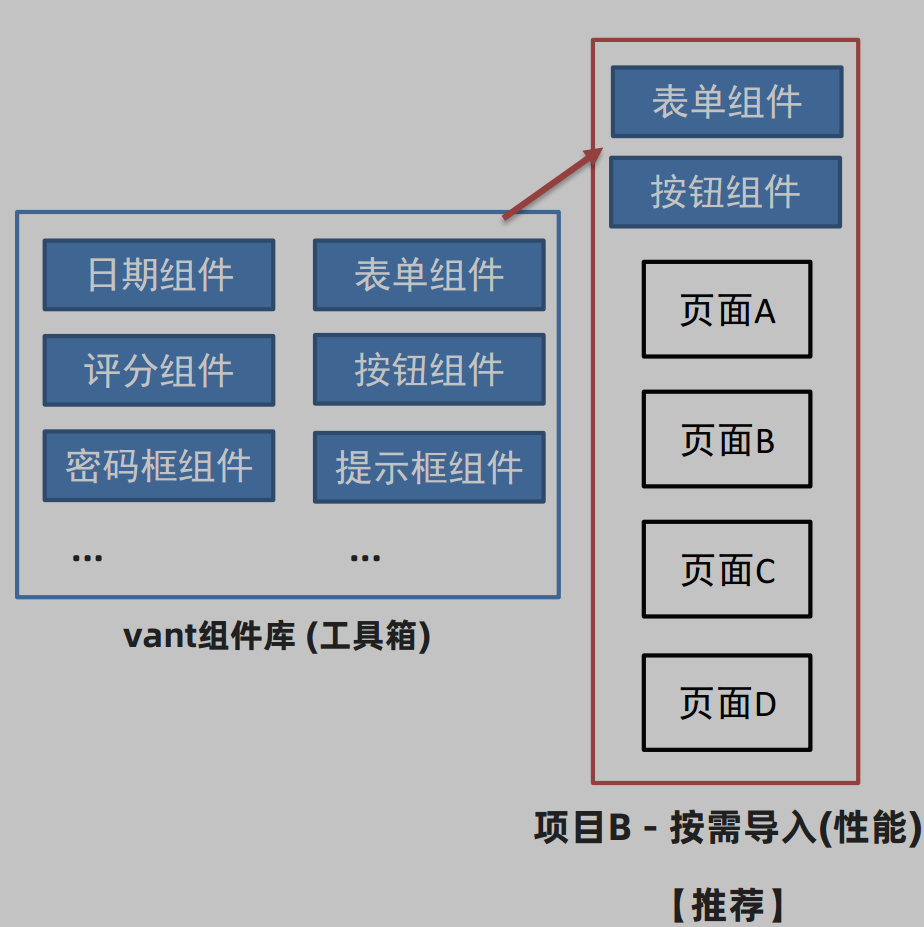 表单组件
按钮组件
日期组件
表单组件
评分组件
按钮组件
密码框组件
提示框组件
...
...
vant组件库 (工具箱)
页面A
页面B
页面C
页面D
项目B - 按需导入(性能)
【推荐】